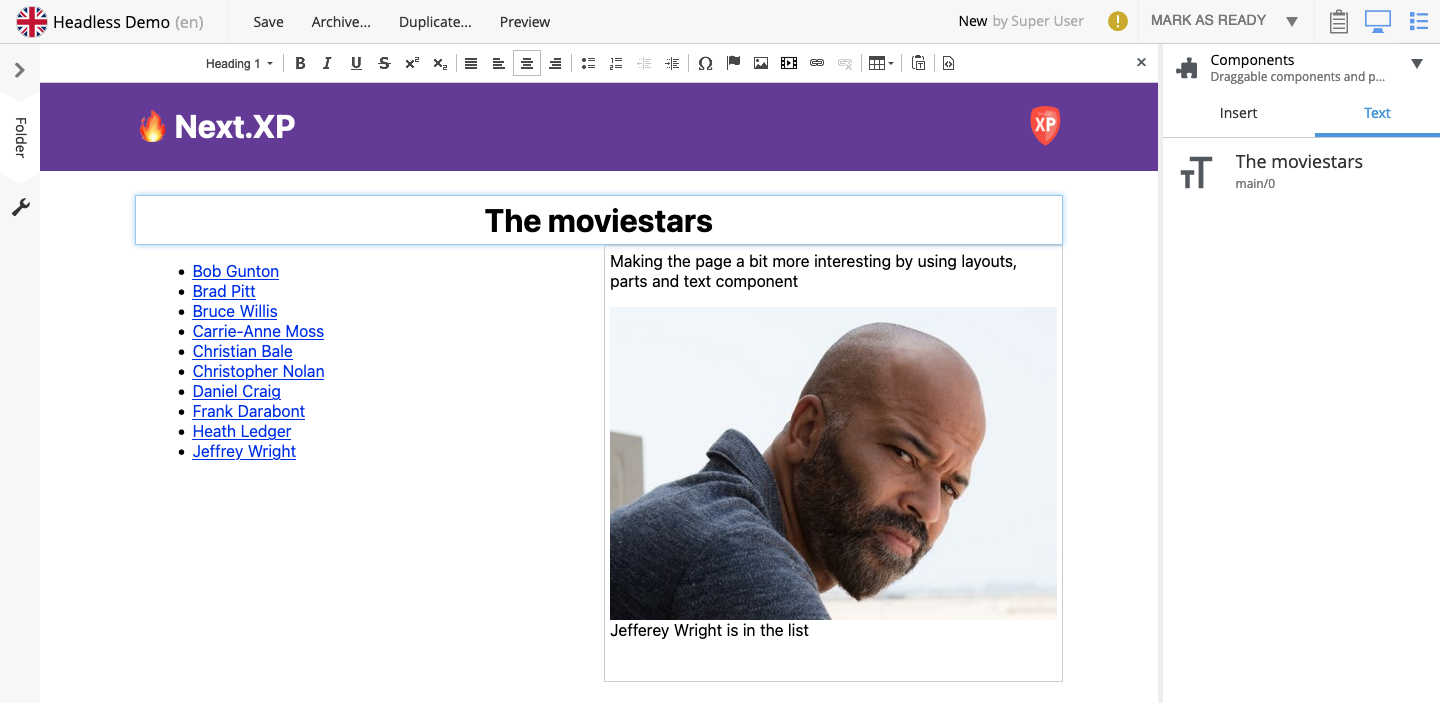 Headless Demo (en)
Save
Archive...
Duplicate...
Preview
New by Super User
MARK AS READY
Folder
Heading 1
B I U S x² x₂
Ω
Components
Draggable components and p...
Insert
Text
The moviestars
main/0
Next.XP
XP
The moviestars
Bob Gunton
Brad Pitt
Bruce Willis
Carrie-Anne Moss
Christian Bale
Christopher Nolan
Daniel Craig
Frank Darabont
Heath Ledger
Jeffrey Wright
Making the page a bit more interesting by using layouts,
parts and text component
Jefferey Wright is in the list